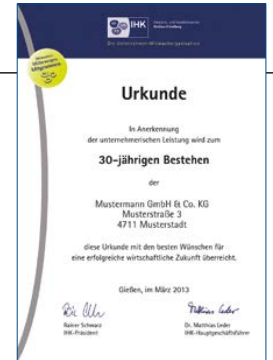 IHK
Urkunde
In Anerkennung
der unternehmerischen Leistung wird zum
30-jährigen Bestehen
der
Mustermann GmbH & Co. KG
Musterstraße 3
4711 Musterstadt
diese Urkunde mit den besten Wünschen für
eine erfolgreiche wirtschaftliche Zukunft überreicht.
Gießen, im März 2013
Rainer Schwarz
IHK-Präsident
Dr. Matthias Leder
IHK-Hauptgeschäftsführer